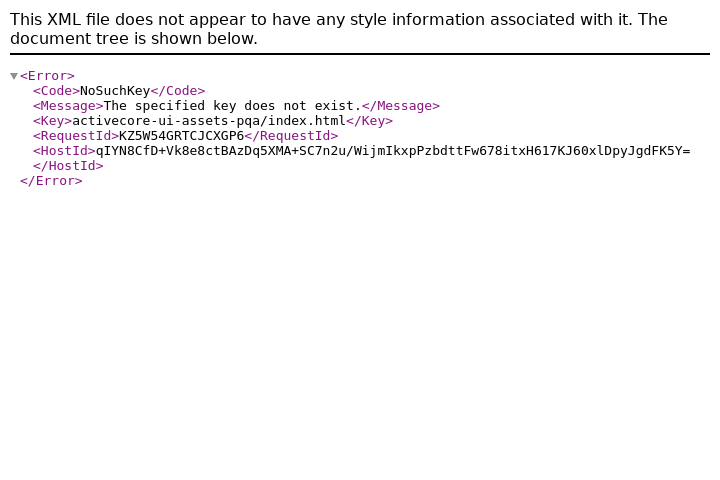 This XML file does not appear to have any style information associated with it. The
document tree is shown below.
<Error>
<Code>NoSuchKey</Code>
<Message>The specified key does not exist.</Message>
<Key>activecore-ui-assets-pqa/index.html</Key>
<RequestId>KZ5W54GRTCJCXGP6</RequestId>
<HostId>qIYN8CfD+Vk8e8ctBAzDq5XMA+SC7n2u/WijmIkxpPzbdttFw678itxH617KJ60xlDpyJgdFK5Y=
</HostId>
</Error>